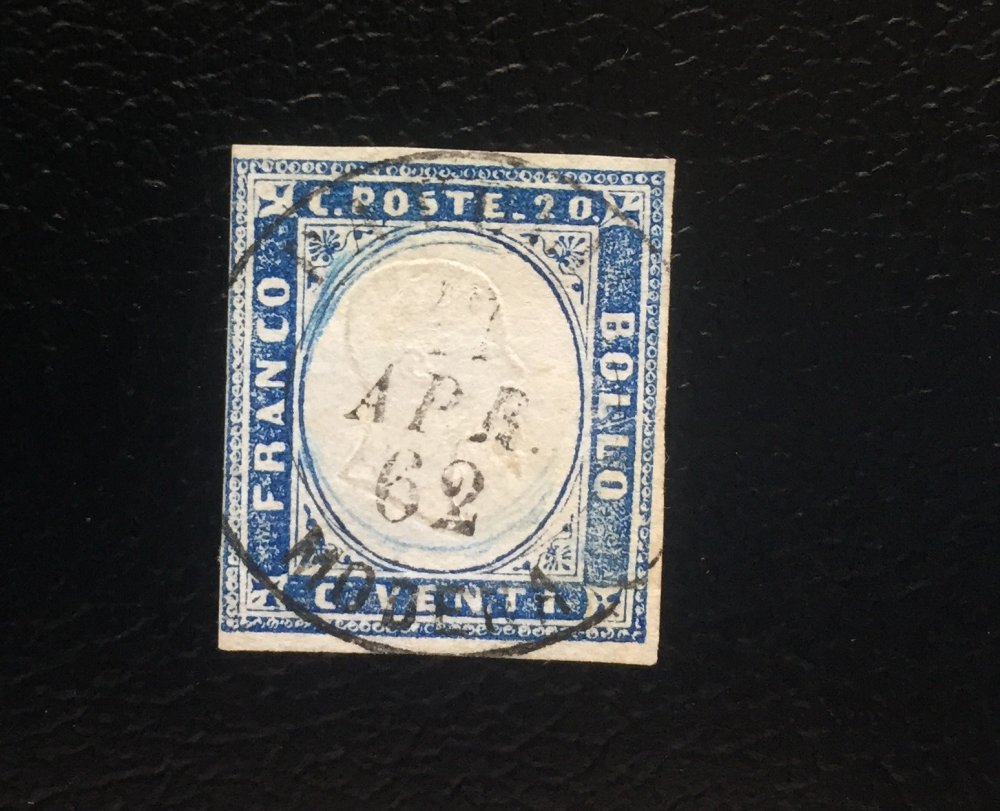 C. POSTE. 20.
FRANCO
BOLLO
APR.
62
C. VENTI.
MODENA